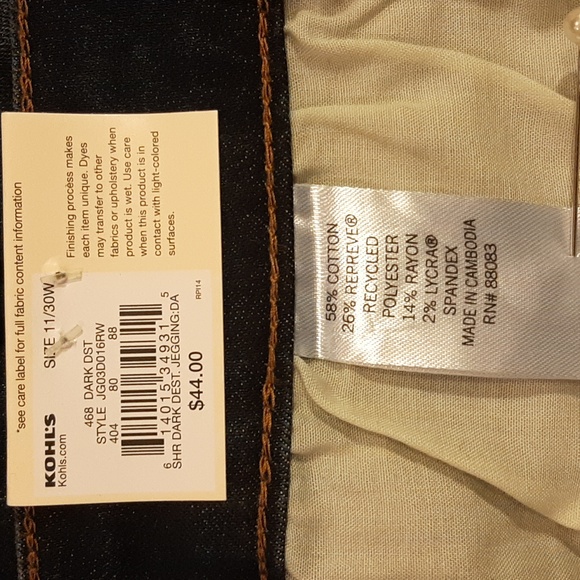 *see care label for full fabric content information
KOHL'S
Kohls.com
SIZE 11/30W
Finishing process makes
each item unique. Dyes
may transfer to other
fabrics or upholstery when
product is wet. Use care
when this product is in
contact with light-colored
surfaces.
468 DARK DST
STYLE JG03D016RW
404 80 88
6 14015 34931 5
SHR DARK DEST.JEGGING:DA
$44.00
RPI14
58% COTTON
26% REPREVE®
RECYCLED
POLYESTER
14% RAYON
2% LYCRA®
SPANDEX
MADE IN CAMBODIA
RN# 88083